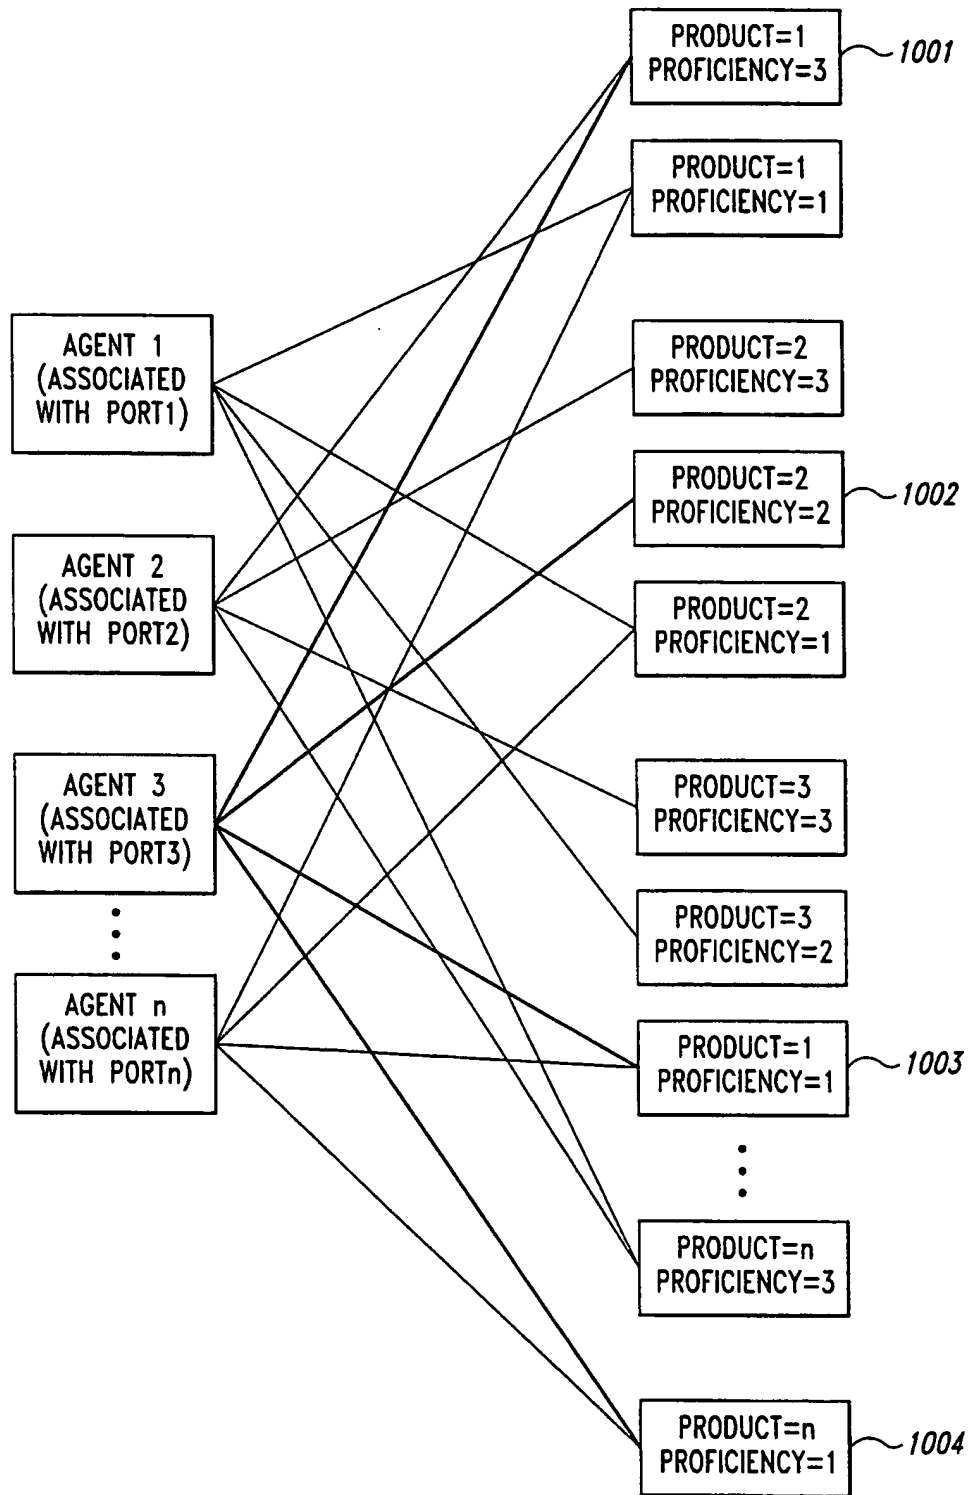 PRODUCT=1
PROFICIENCY=3
1001
PRODUCT=1
PROFICIENCY=1
AGENT 1
(ASSOCIATED
WITH PORT1)
PRODUCT=2
PROFICIENCY=3
PRODUCT=2
PROFICIENCY=2
1002
AGENT 2
(ASSOCIATED
WITH PORT2)
PRODUCT=2
PROFICIENCY=1
AGENT 3
(ASSOCIATED
WITH PORT3)
PRODUCT=3
PROFICIENCY=3
PRODUCT=3
PROFICIENCY=2
AGENT n
(ASSOCIATED
WITH PORTn)
PRODUCT=1
PROFICIENCY=1
1003
PRODUCT=n
PROFICIENCY=3
PRODUCT=n
PROFICIENCY=1
1004